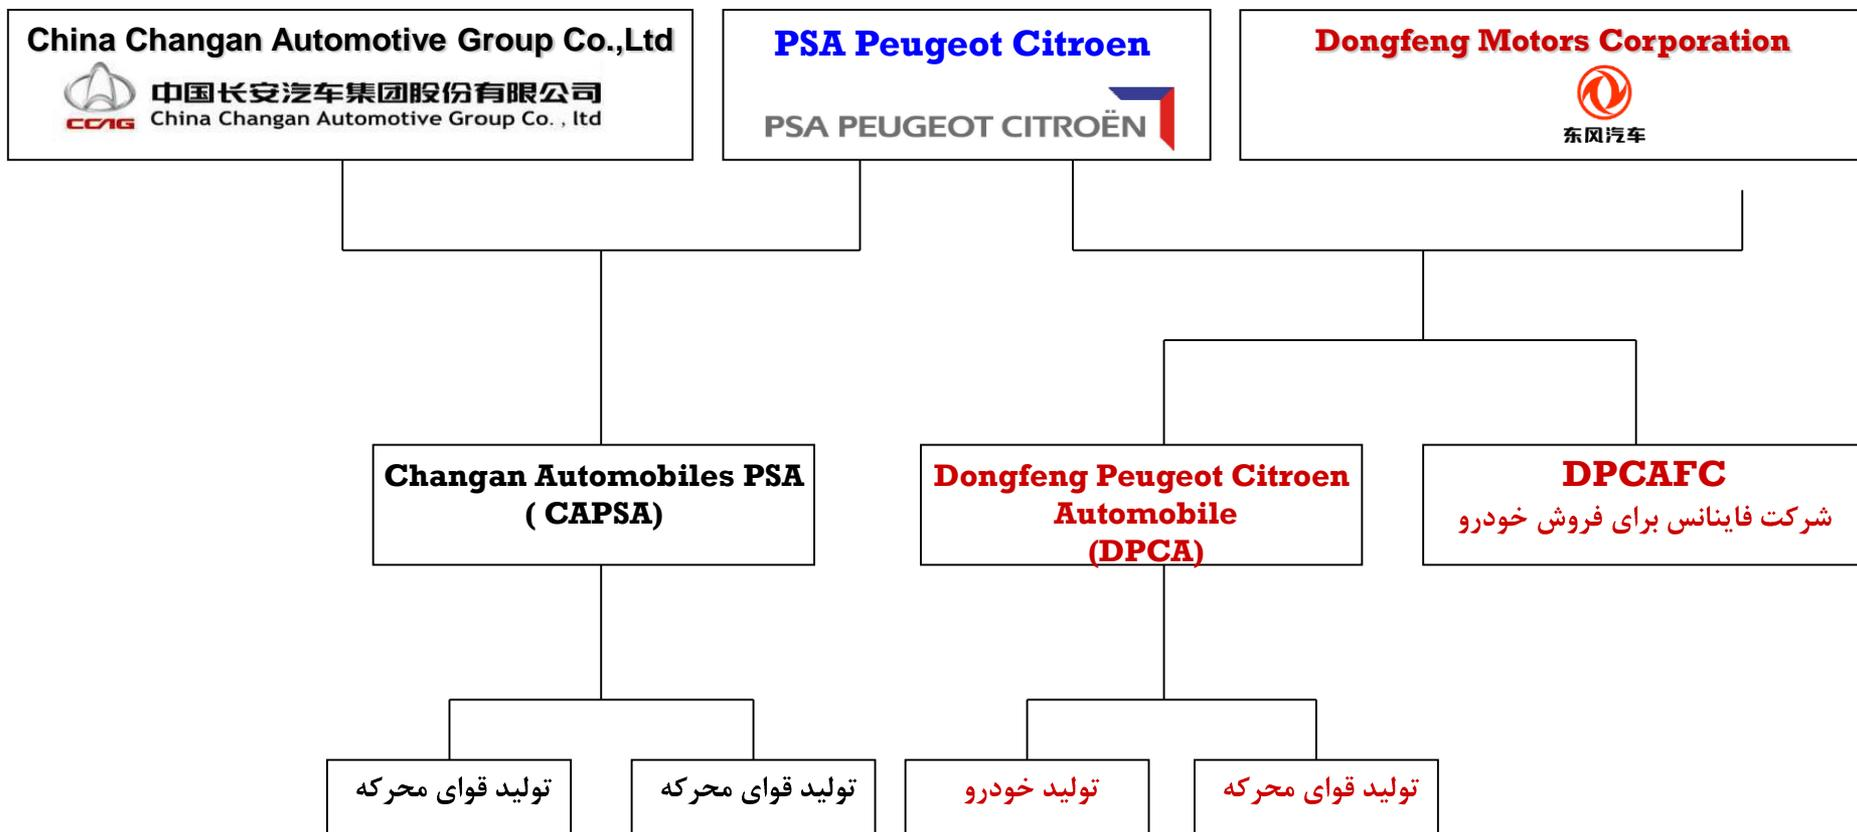 China Changan Automotive Group Co.,Ltd
中国长安汽车集团股份有限公司
CCAG China Changan Automotive Group Co. , ltd
PSA Peugeot Citroen
PSA PEUGEOT CITROËN
Dongfeng Motors Corporation
东风汽车
Changan Automobiles PSA
( CAPSA)
Dongfeng Peugeot Citroen
Automobile
(DPCA)
DPCAFC
شرکت فاینانس برای فروش خودرو
تولید قوای محرکه
تولید قوای محرکه
تولید خودرو
تولید قوای محرکه